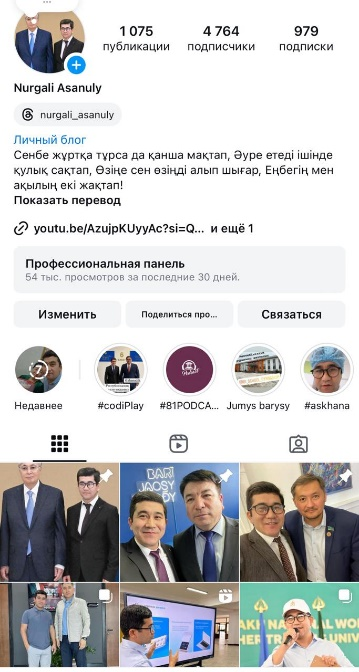 1 075
4 764
979
публикации
подписчики
подписки
Nurgali Asanuly
nurgali_asanuly
Личный блог
Сенбе жұртқа тұрса да қанша мақтап, Әуре етеді ішінде
қулық сақтап, Өзіңе сен өзіңді алып шығар, Еңбегің мен
ақылың екі жақтап!
Показать перевод
youtu.be/AzujpKUyyAc?si=Q... и ещё 1
Профессиональная панель
54 тыс. просмотров за последние 30 дней.
Изменить
Поделиться про...
Связаться
Недавнее
#codiPlay
#81PODCA...
Jumys barysy
#askhana
BARI
JAQSY